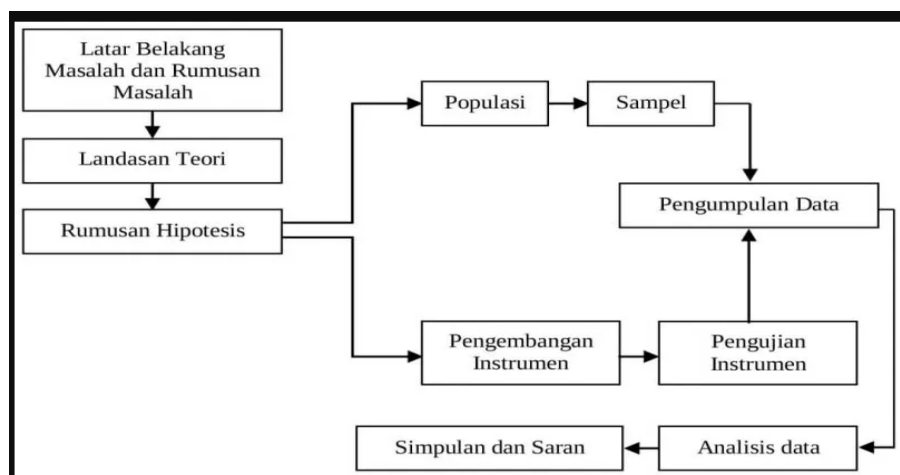 Latar Belakang
Masalah dan Rumusan
Masalah
Landasan Teori
Rumusan Hipotesis
Populasi
Sampel
Pengumpulan Data
Pengembangan
Instrumen
Pengujian
Instrumen
Analisis data
Simpulan dan Saran